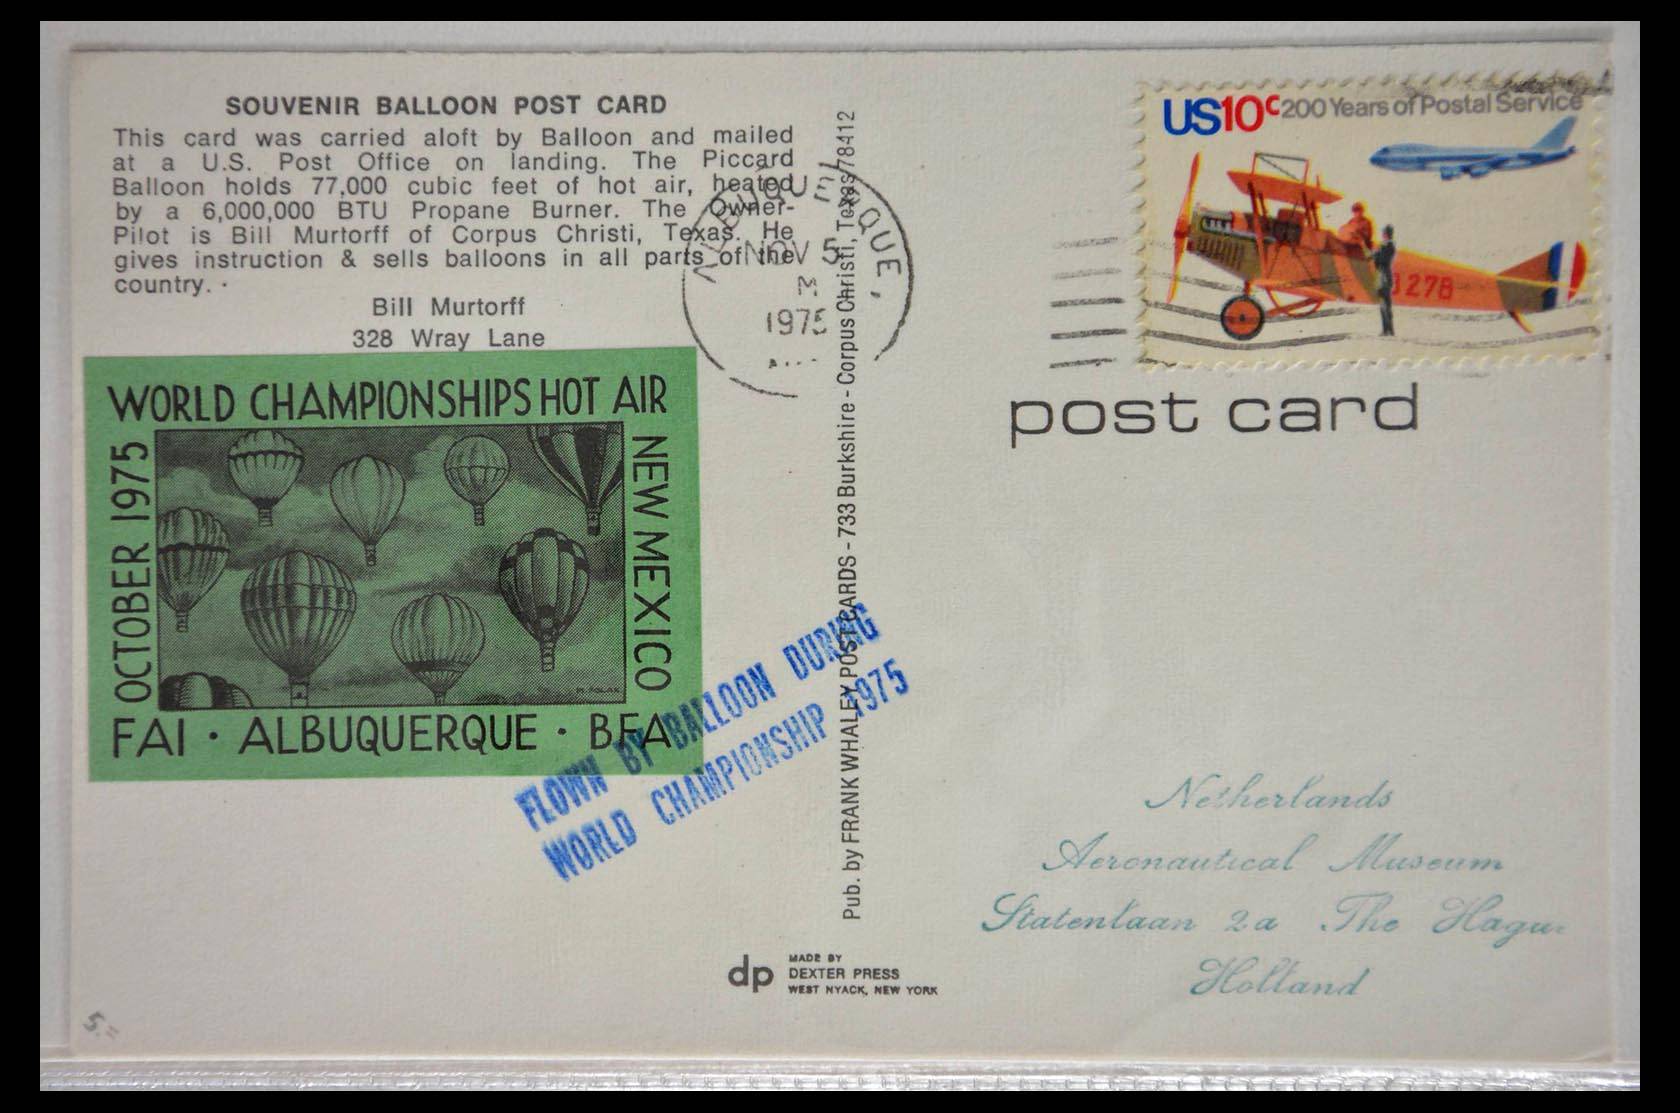 SOUVENIR BALLOON POST CARD
This card was carried aloft by Balloon and mailed
at a U.S. Post Office on landing. The Piccard
Balloon holds 77,000 cubic feet of hot air, heated
by a 6,000,000 BTU Propane Burner. The Owner-
Pilot is Bill Murtorff of Corpus Christi, Texas. He
gives instruction & sells balloons in all parts of the
country.
Bill Murtorff
328 Wray Lane
WORLD CHAMPIONSHIPS HOT AIR
OCTOBER 1975
NEW MEXICO
FAI · ALBUQUERQUE · BFA
FLOWN BY BALLOON DURING
WORLD CHAMPIONSHIP 1975
ALBUQUERQUE,
NOV 5
M
1975
Pub. by FRANK WHALEY POSTCARDS - 733 Burkshire - Corpus Christi, Texas 78412
dp
MADE BY
DEXTER PRESS
WEST NYACK, NEW YORK
US10c 200 Years of Postal Service
278
post card
Netherlands
Aeronautical Museum
Statenlaan 2a The Hague
Holland
5.=